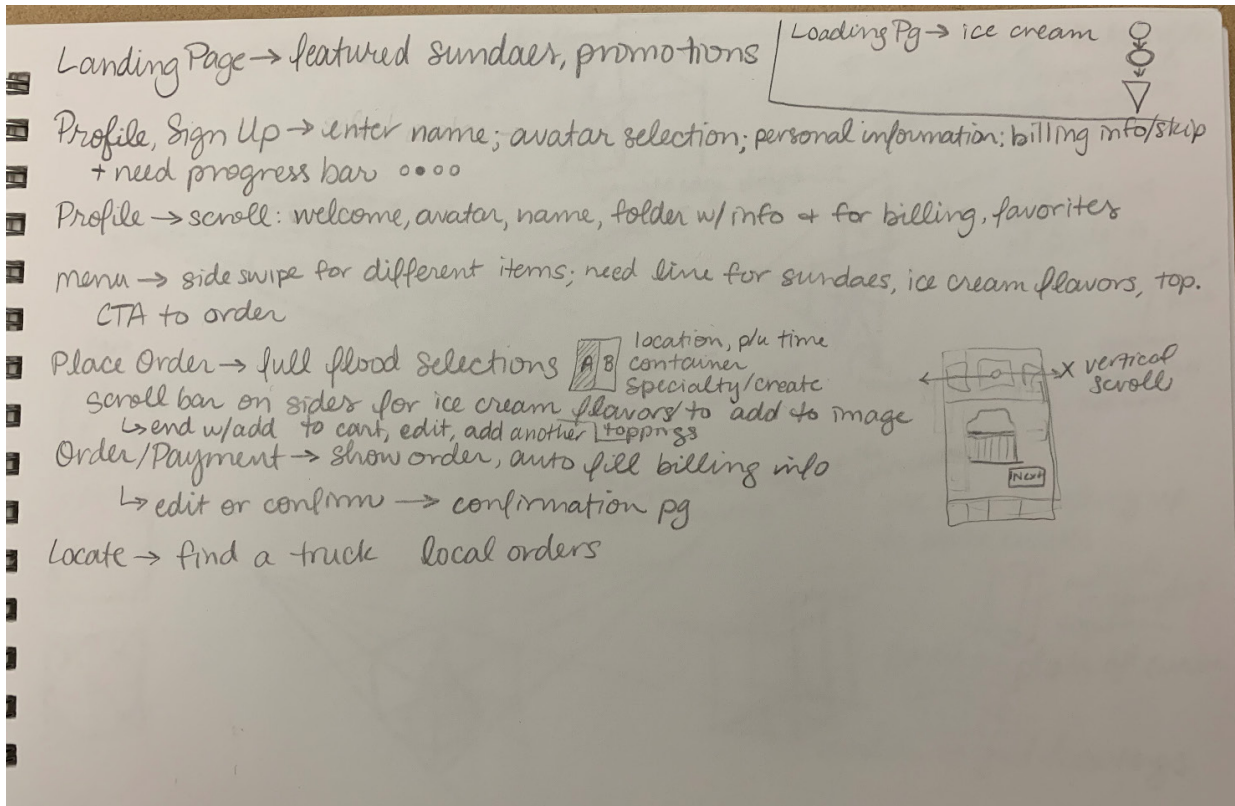 Landing Page → featured sundaes, promotions
Loading Pg → ice cream
Profile, Sign Up → enter name; avatar selection; personal information; billing info/skip
+ need progress bar
Profile → scroll: welcome, avatar, name, folder w/ info + for billing, favorites
menu → side swipe for different items; need line for sundaes, ice cream flavors, top.
CTA to order
Place Order → full flood selections
A B
location, p/u time
container
specialty/create
scroll bar on sides for ice cream flavors/to add to image
toppings
↳ end w/add to cart, edit, add another
Order/Payment → show order, auto fill billing info
↳ edit or confirm → confirmation pg
Locate → find a truck local orders
X vertical
scroll
Next